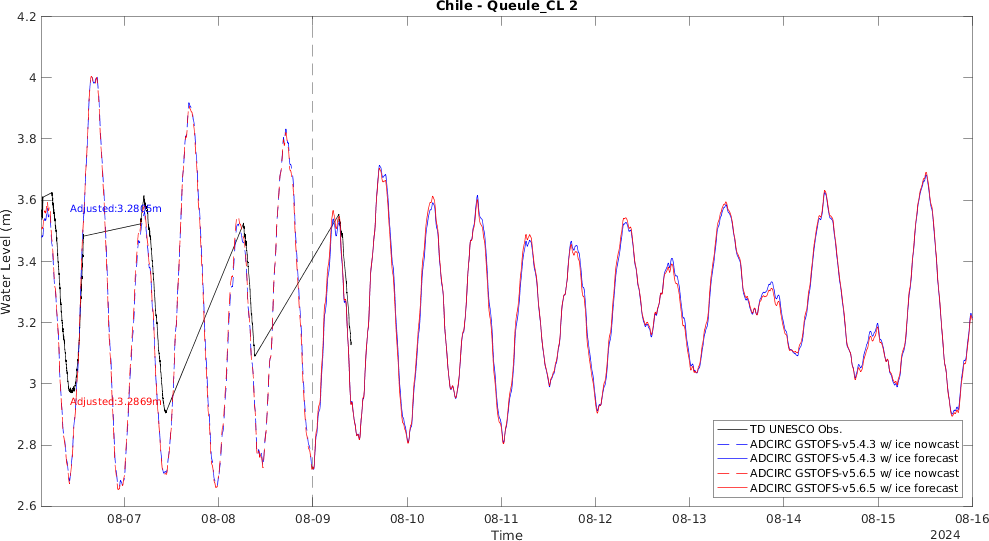 Chile - Queule_CL 2
4.2
4
3.8
3.6
3.4
3.2
3
2.8
2.6
Water Level (m)
Adjusted:3.2865m
Adjusted:3.2869m
TD UNESCO Obs.
ADCIRC GSTOFS-v5.4.3 w/ ice nowcast
ADCIRC GSTOFS-v5.4.3 w/ ice forecast
ADCIRC GSTOFS-v5.6.5 w/ ice nowcast
ADCIRC GSTOFS-v5.6.5 w/ ice forecast
08-07 08-08 08-09 08-10 08-11 08-12 08-13 08-14 08-15 08-16
Time
2024